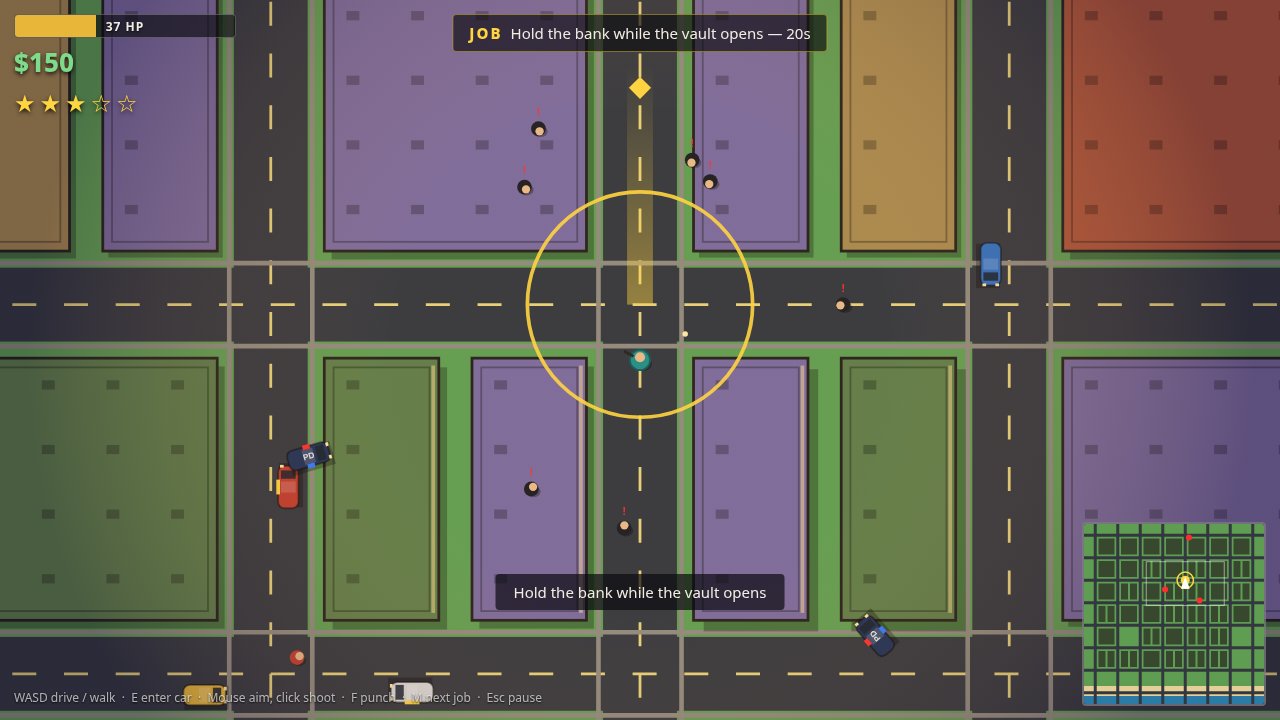 37 HP
JOB Hold the bank while the vault opens — 20s
$150
PD
Hold the bank while the vault opens
PD
WASD drive / walk · E enter car · Mouse aim, click shoot · F punch · M next job · Esc pause